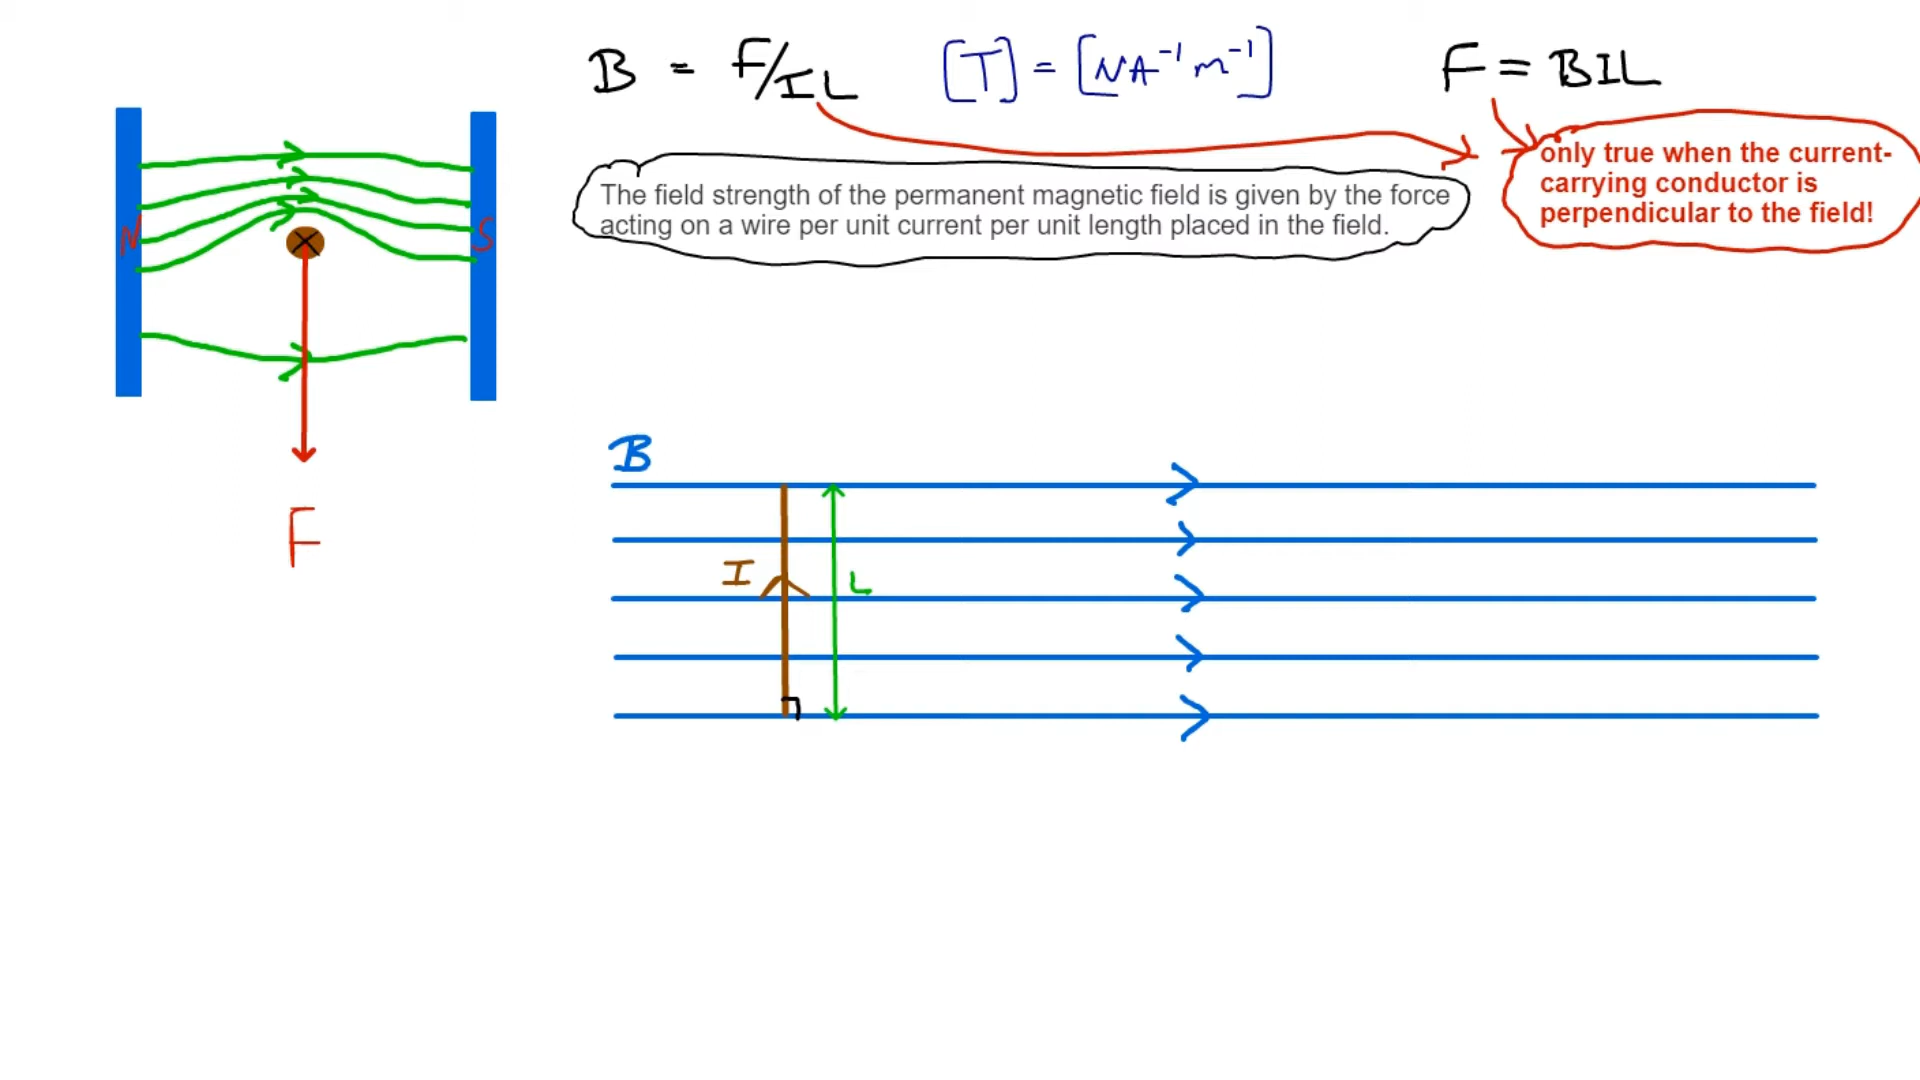 B = F/IL
[T] = [NA⁻¹m⁻¹]
F = BIL
only true when the current-
carrying conductor is
perpendicular to the field!
The field strength of the permanent magnetic field is given by the force
acting on a wire per unit current per unit length placed in the field.
N
S
F
B
I
L